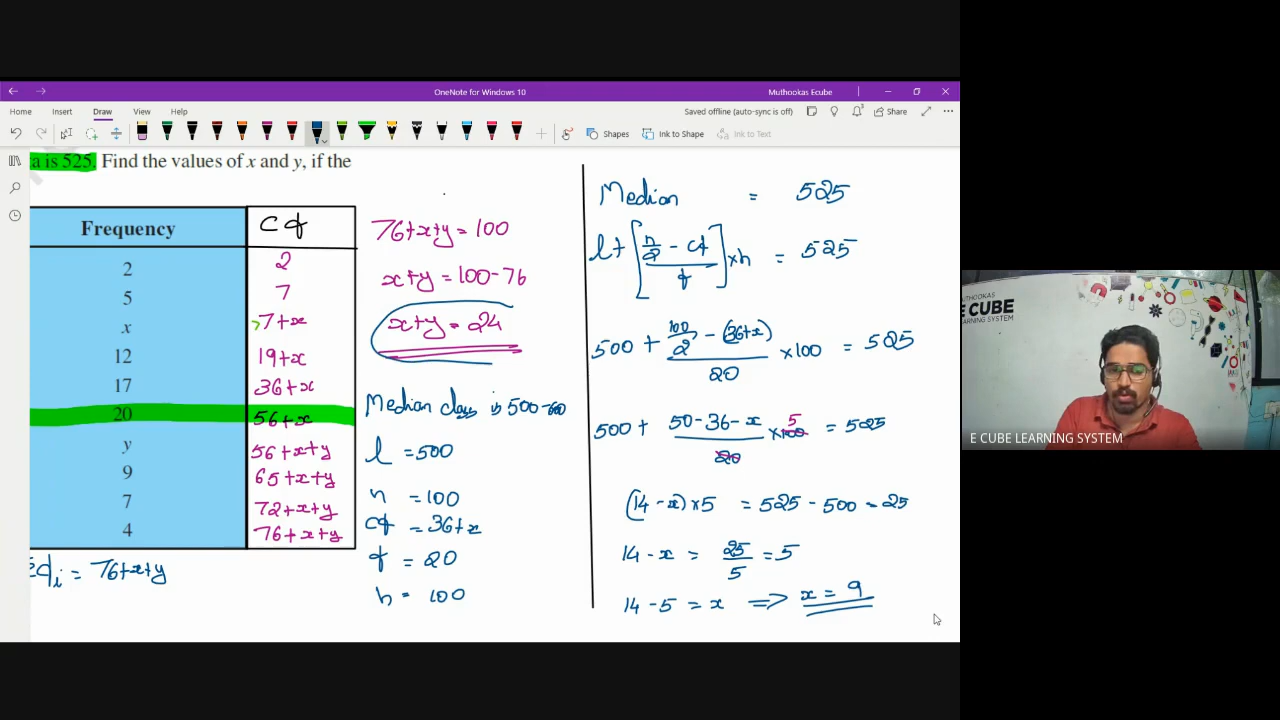 OneNote for Windows 10
Muthookas Ecube
Home Insert Draw View Help
Saved offline (auto-sync is off)
Share
Shapes
Ink to Shape
Ink to Text
a is 525. Find the values of x and y, if the
Frequency cf
2 2
5 7
x 7+x
12 19+x
17 36+x
20 56+x
y 56+x+y
9 65+x+y
7 72+x+y
4 76+x+y
= 76+x+y
76+x+y = 100
x+y = 100-76
x+y = 24
Median class is 500-600
l = 500
n = 100
cf = 36+x
f = 20
h = 100
Median = 525
l + [n/2 - cf / f] × h = 525
500 + 100/2 - (36+x) / 20 × 100 = 525
500 + 50-36-x / 20 × 100 5 = 525
(14-x) × 5 = 525 - 500 = 25
14-x = 25/5 = 5
14-5 = x ⟹ x = 9
MUTHOOKAS
E CUBE
LEARNING SYSTEM
E CUBE LEARNING SYSTEM